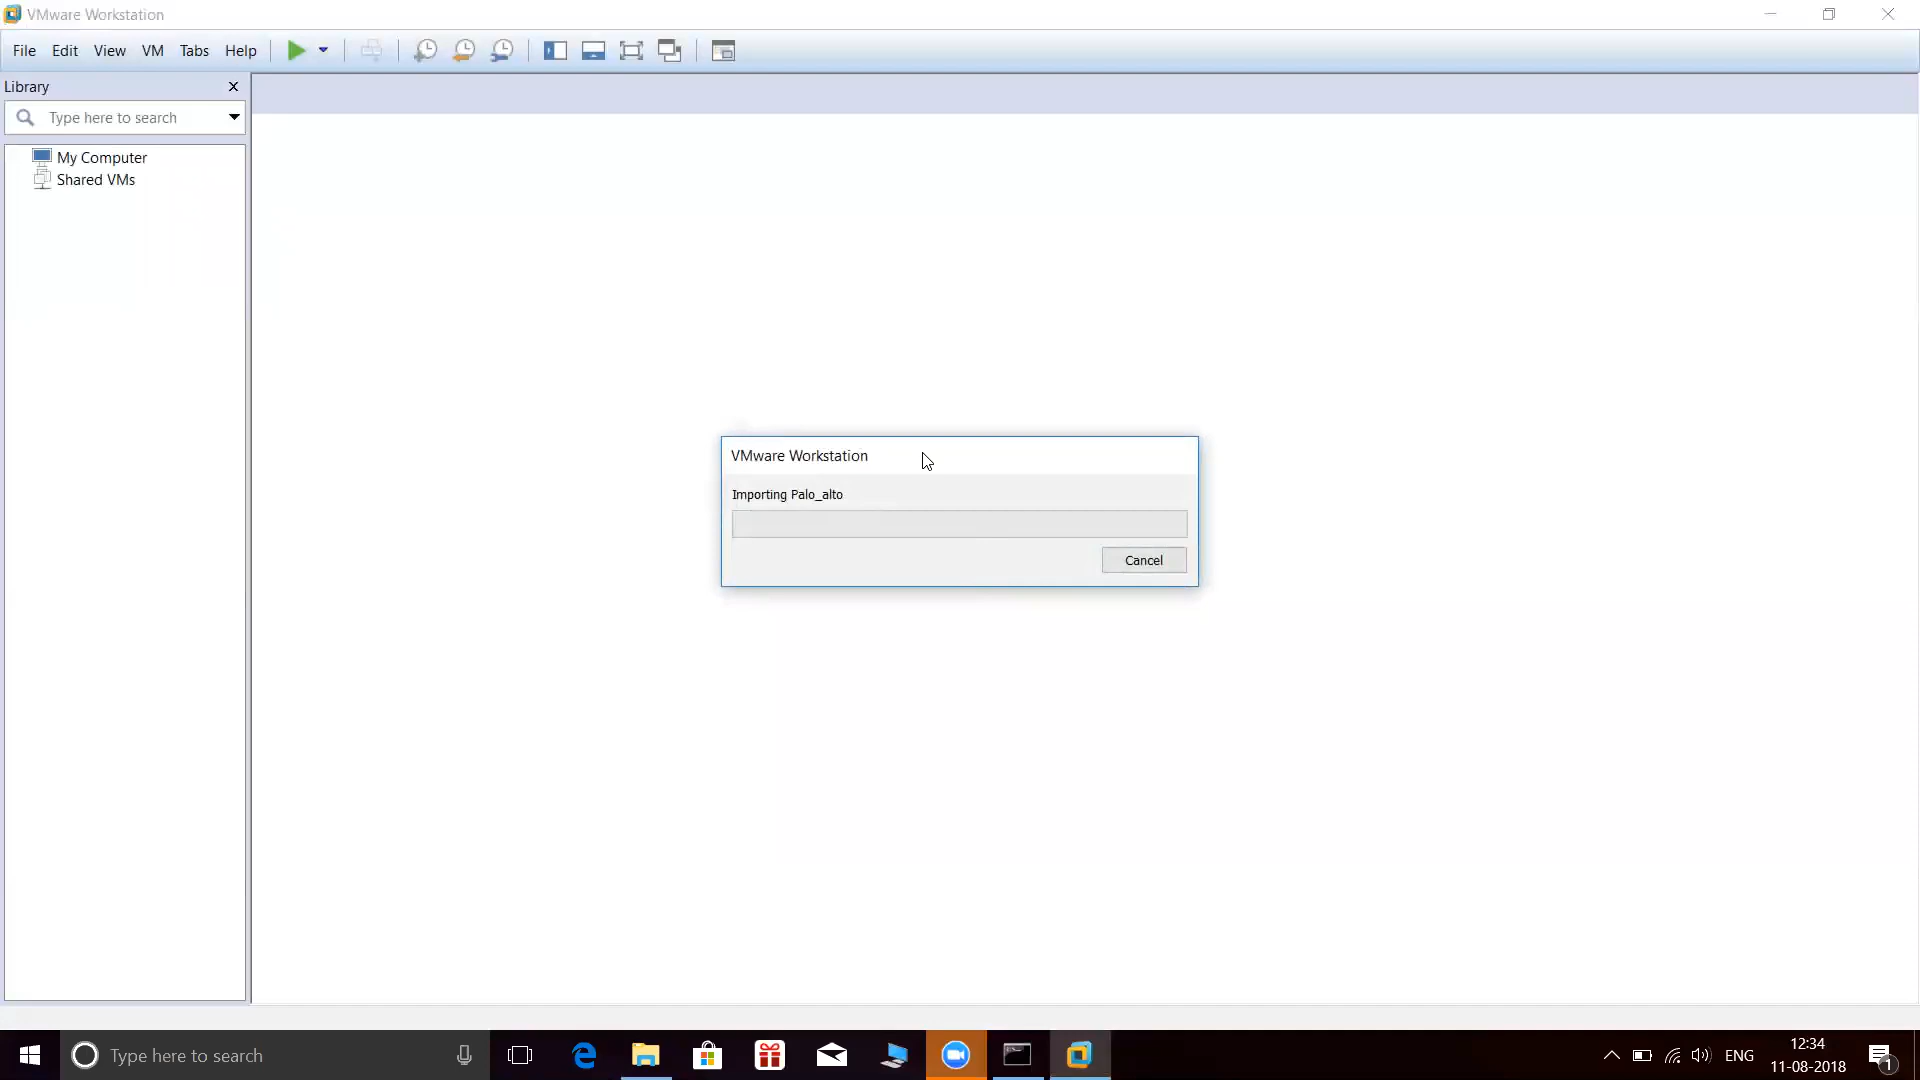 VMware Workstation
File Edit View VM Tabs Help
Library
Type here to search
My Computer
Shared VMs
VMware Workstation
Importing Palo_alto
Cancel
Type here to search
ENG
12:34
11-08-2018
1